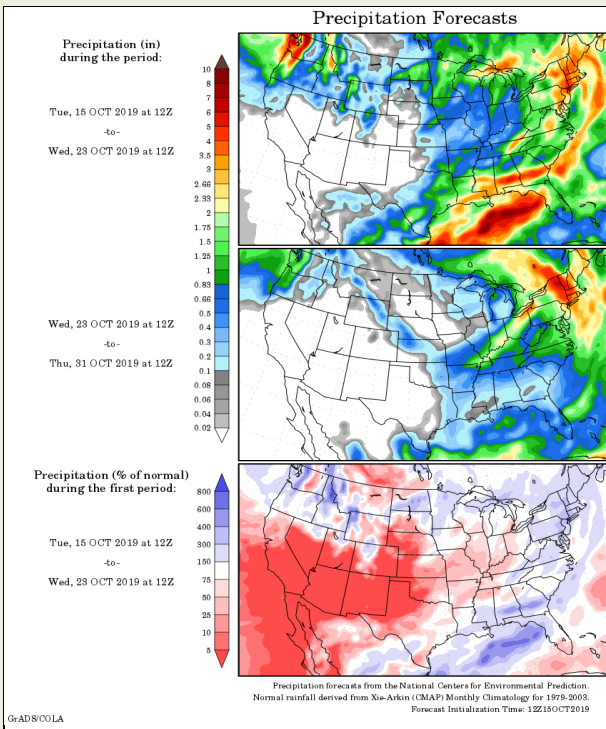 Precipitation Forecasts
Precipitation (in)
during the period:
Tue, 15 OCT 2019 at 12Z
-to-
Wed, 23 OCT 2019 at 12Z
10
8
7
6
5
4
3.5
3
2.66
2.33
2
1.75
1.5
1.25
1
0.83
0.66
0.5
0.4
0.3
0.2
0.1
0.08
0.06
0.04
0.02
Wed, 23 OCT 2019 at 12Z
-to-
Thu, 31 OCT 2019 at 12Z
Precipitation (% of normal)
during the first period:
Tue, 15 OCT 2019 at 12Z
-to-
Wed, 23 OCT 2019 at 12Z
800
600
400
300
150
75
50
25
10
5
Precipitation forecasts from the National Centers for Environmental Prediction.
Normal rainfall derived from Xie-Arkin (CMAP) Monthly Climatology for 1979-2003.
Forecast Initialization Time: 12Z15OCT2019
GrADS/COLA